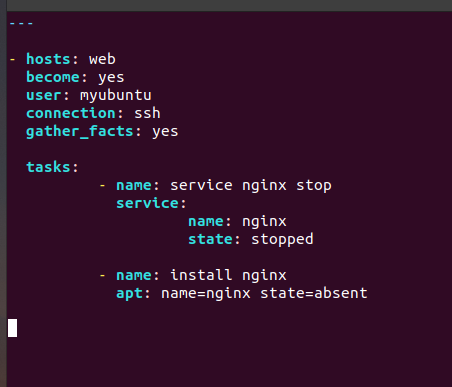 ---
- hosts: web
become: yes
user: myubuntu
connection: ssh
gather_facts: yes
tasks:
- name: service nginx stop
service:
name: nginx
state: stopped
- name: install nginx
apt: name=nginx state=absent